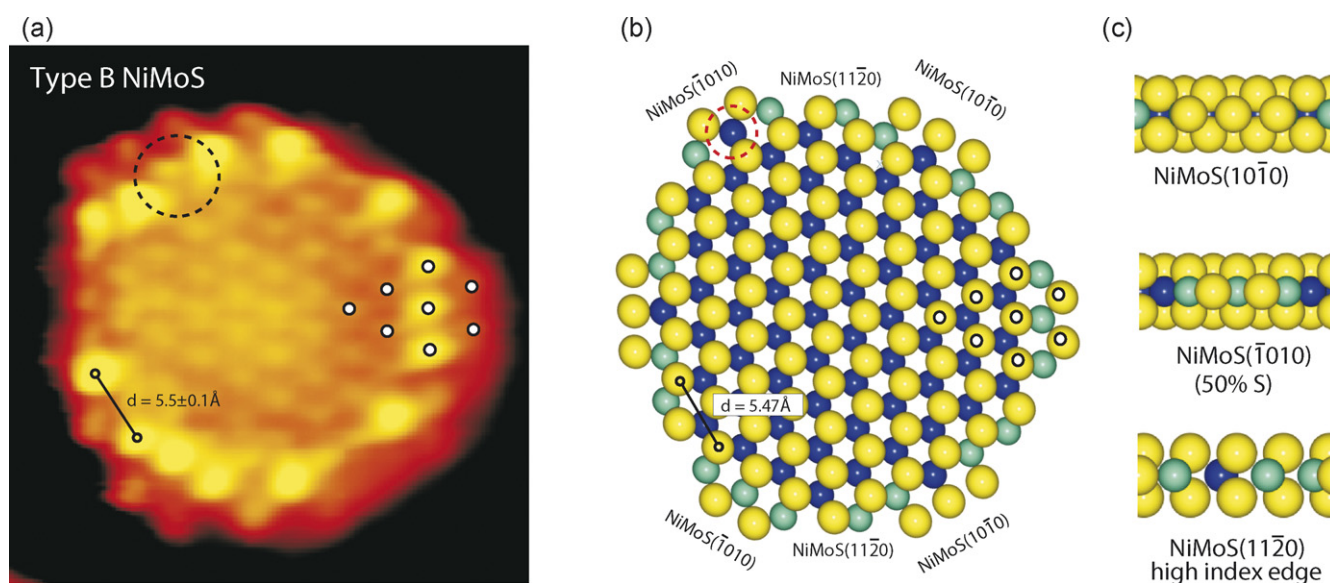 (a)
Type B NiMoS
d = 5.5±0.1Å
(b)
NiMoS(1̅010)
NiMoS(112̅0)
NiMoS(101̅0)
d = 5.47Å
NiMoS(1̅010)
NiMoS(112̅0)
NiMoS(101̅0)
(c)
NiMoS(101̅0)
NiMoS(1̅010)
(50% S)
NiMoS(112̅0)
high index edge